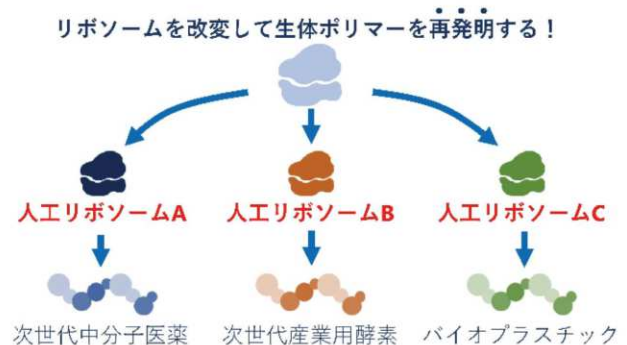 リボソームを改変して生体ポリマーを再発明する！
人工リボソームA 人工リボソームB 人工リボソームC
次世代中分子医薬 次世代産業用酵素 バイオプラスチック